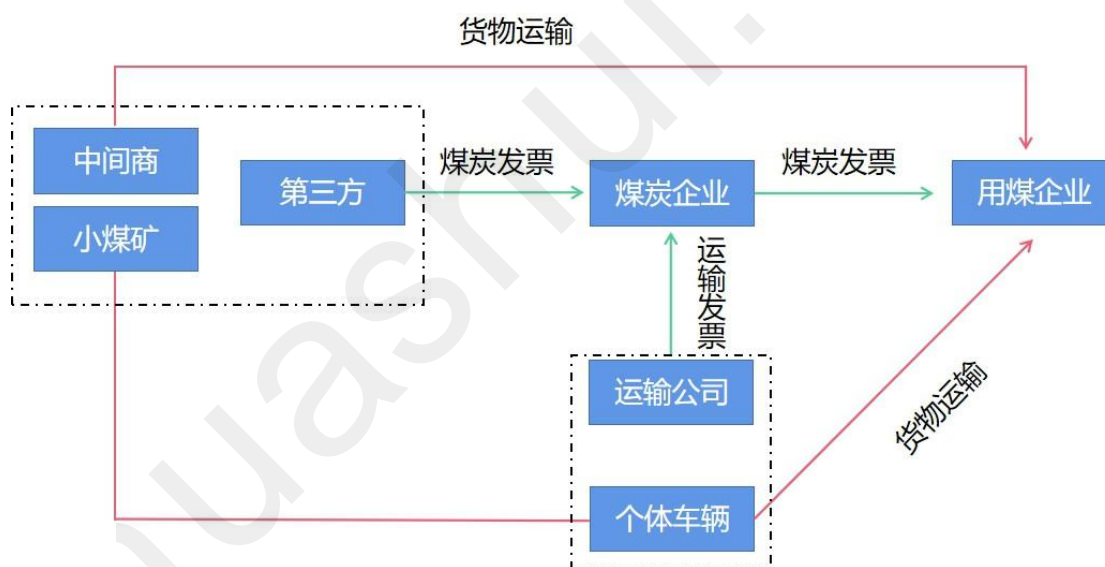 货物运输
中间商
第三方
小煤矿
煤炭发票
煤炭企业
煤炭发票
用煤企业
运输发票
运输公司
个体车辆
货物运输
uashui.